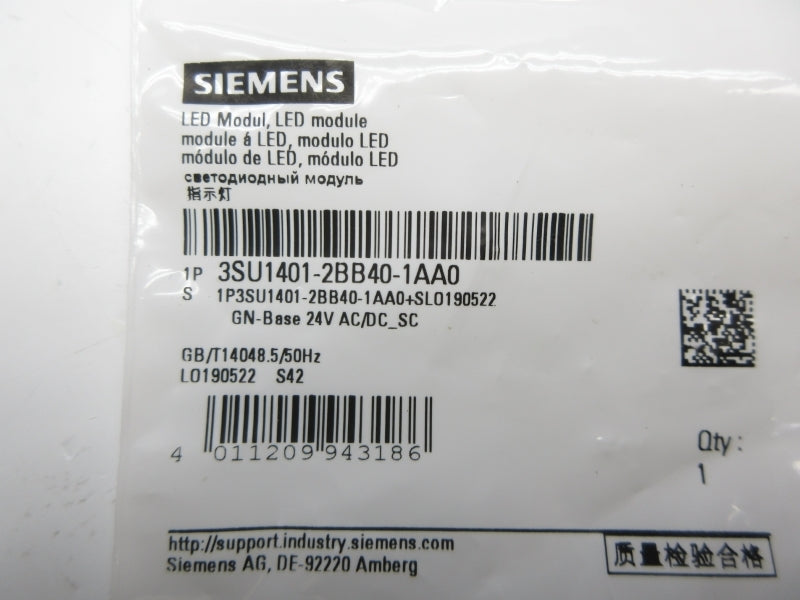 SIEMENS
LED Modul, LED module
module á LED, modulo LED
módulo de LED, módulo LED
светодиодный модуль
指示灯
1P 3SU1401-2BB40-1AA0
S 1P3SU1401-2BB40-1AA0+SLO190522
GN-Base 24V AC/DC_SC
GB/T14048.5/50Hz
LO190522 S42
4 011209 943186
Qty :
1
http://support.industry.siemens.com
Siemens AG, DE-92220 Amberg
质量检验合格